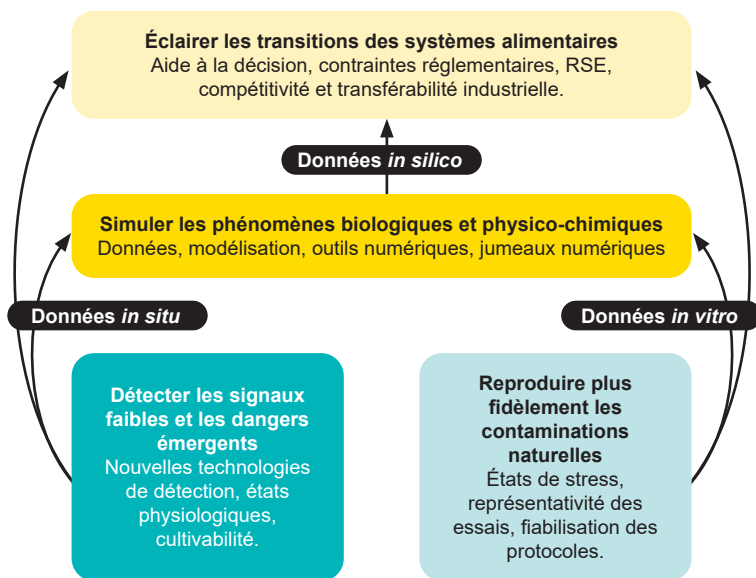 Éclairer les transitions des systèmes alimentaires
Aide à la décision, contraintes réglementaires, RSE,
compétitivité et transférabilité industrielle.
Données in silico
Simuler les phénomènes biologiques et physico-chimiques
Données, modélisation, outils numériques, jumeaux numériques
Données in situ
Données in vitro
Détecter les signaux
faibles et les dangers
émergents
Nouvelles technologies
de détection, états
physiologiques,
cultivabilité.
Reproduire plus
fidèlement les
contaminations
naturelles
États de stress,
représentativité des
essais, fiabilisation des
protocoles.